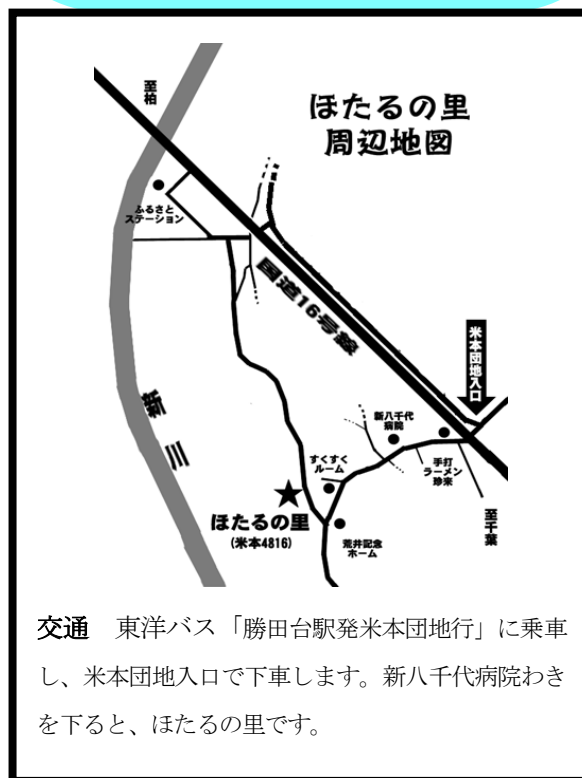 至柏
ほたるの里
周辺地図
ふるさと
ステーション
国道16号線
米本団地入口
新川
新八千代
病院
手打
ラーメン
珍来
すくすく
ルーム
至千葉
ほたるの里
(米本4816)
荒井記念
ホーム
交通　東洋バス「勝田台駅発米本団地行」に乗車
し、米本団地入口で下車します。新八千代病院わき
を下ると、ほたるの里です。